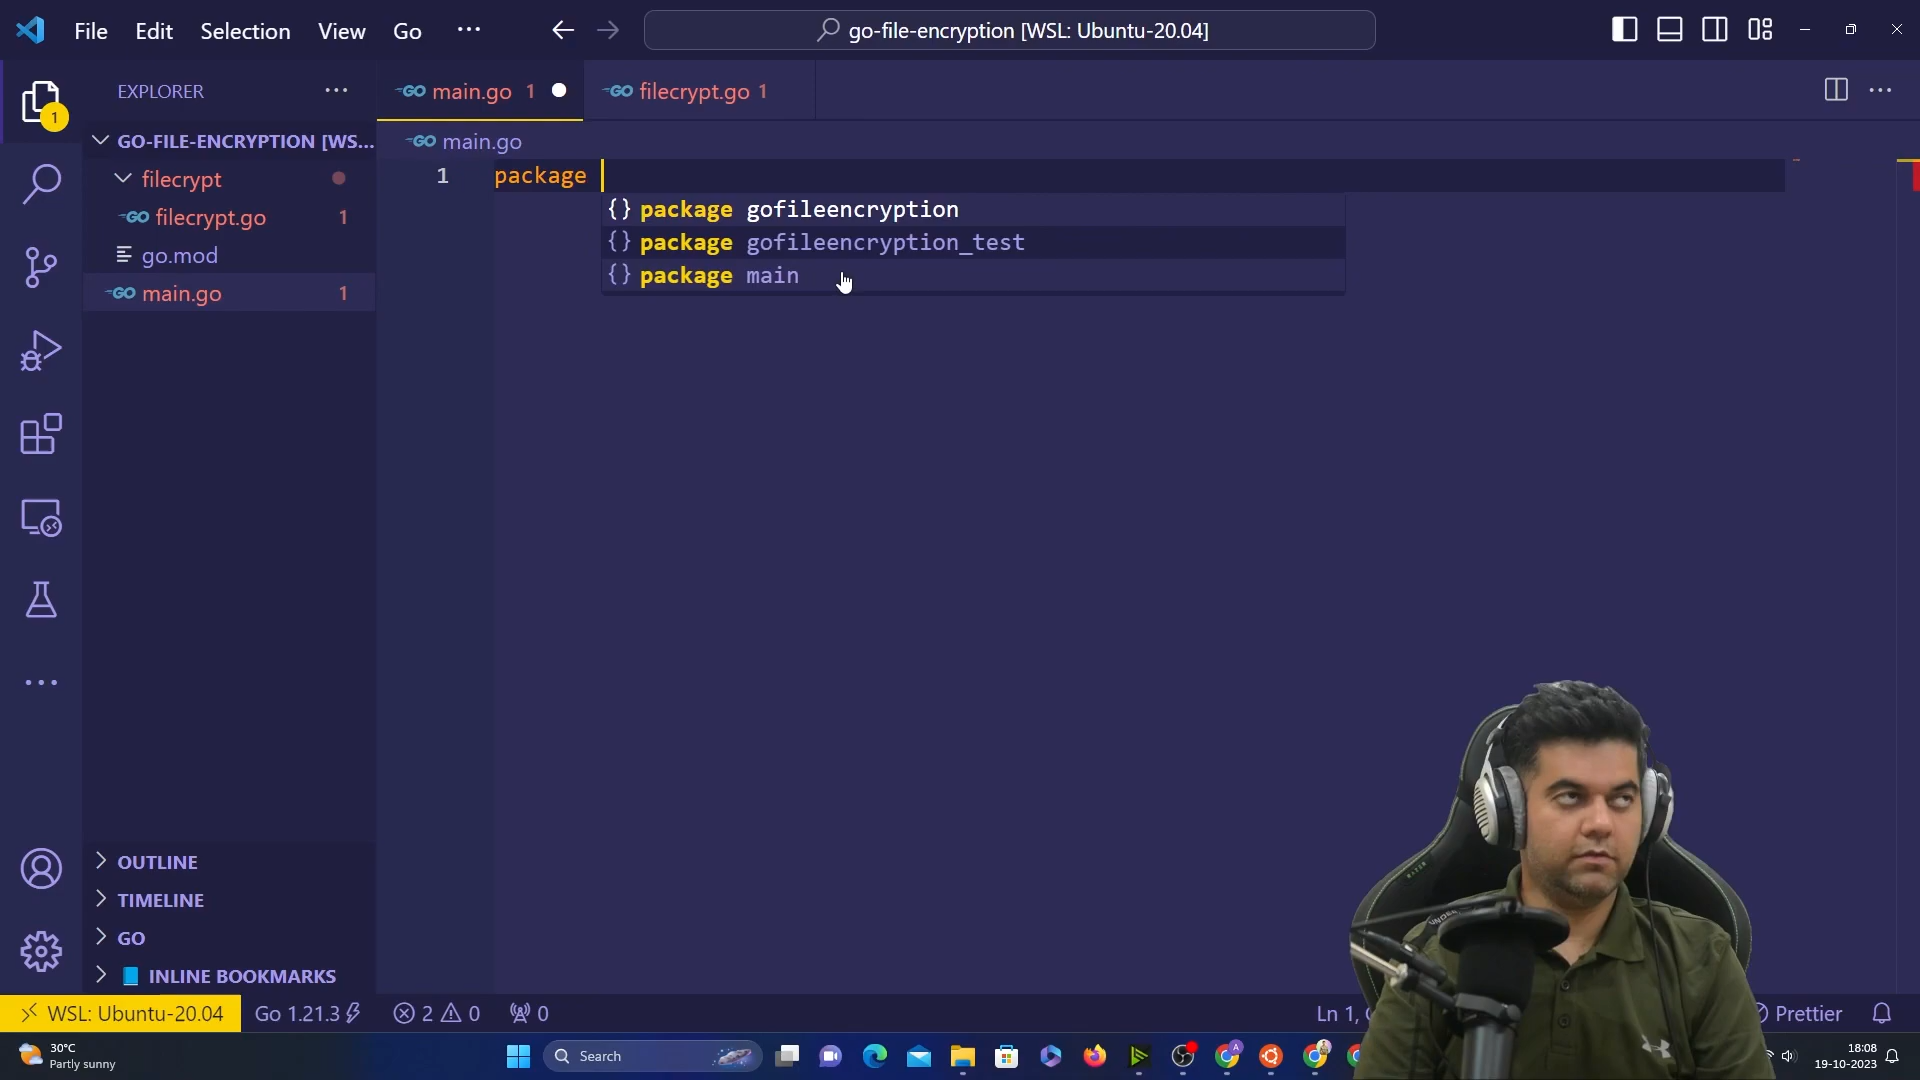 File Edit Selection View Go ...
go-file-encryption [WSL: Ubuntu-20.04]
EXPLORER
main.go 1
filecrypt.go 1
1
GO-FILE-ENCRYPTION [WS...
filecrypt
filecrypt.go 1
go.mod
main.go 1
main.go
1 package
{} package gofileencryption
{} package gofileencryption_test
{} package main
OUTLINE
TIMELINE
GO
INLINE BOOKMARKS
WSL: Ubuntu-20.04
Go 1.21.3
2
0
0
Ln 1,
Prettier
30°C
Partly sunny
Search
18:08
19-10-2023